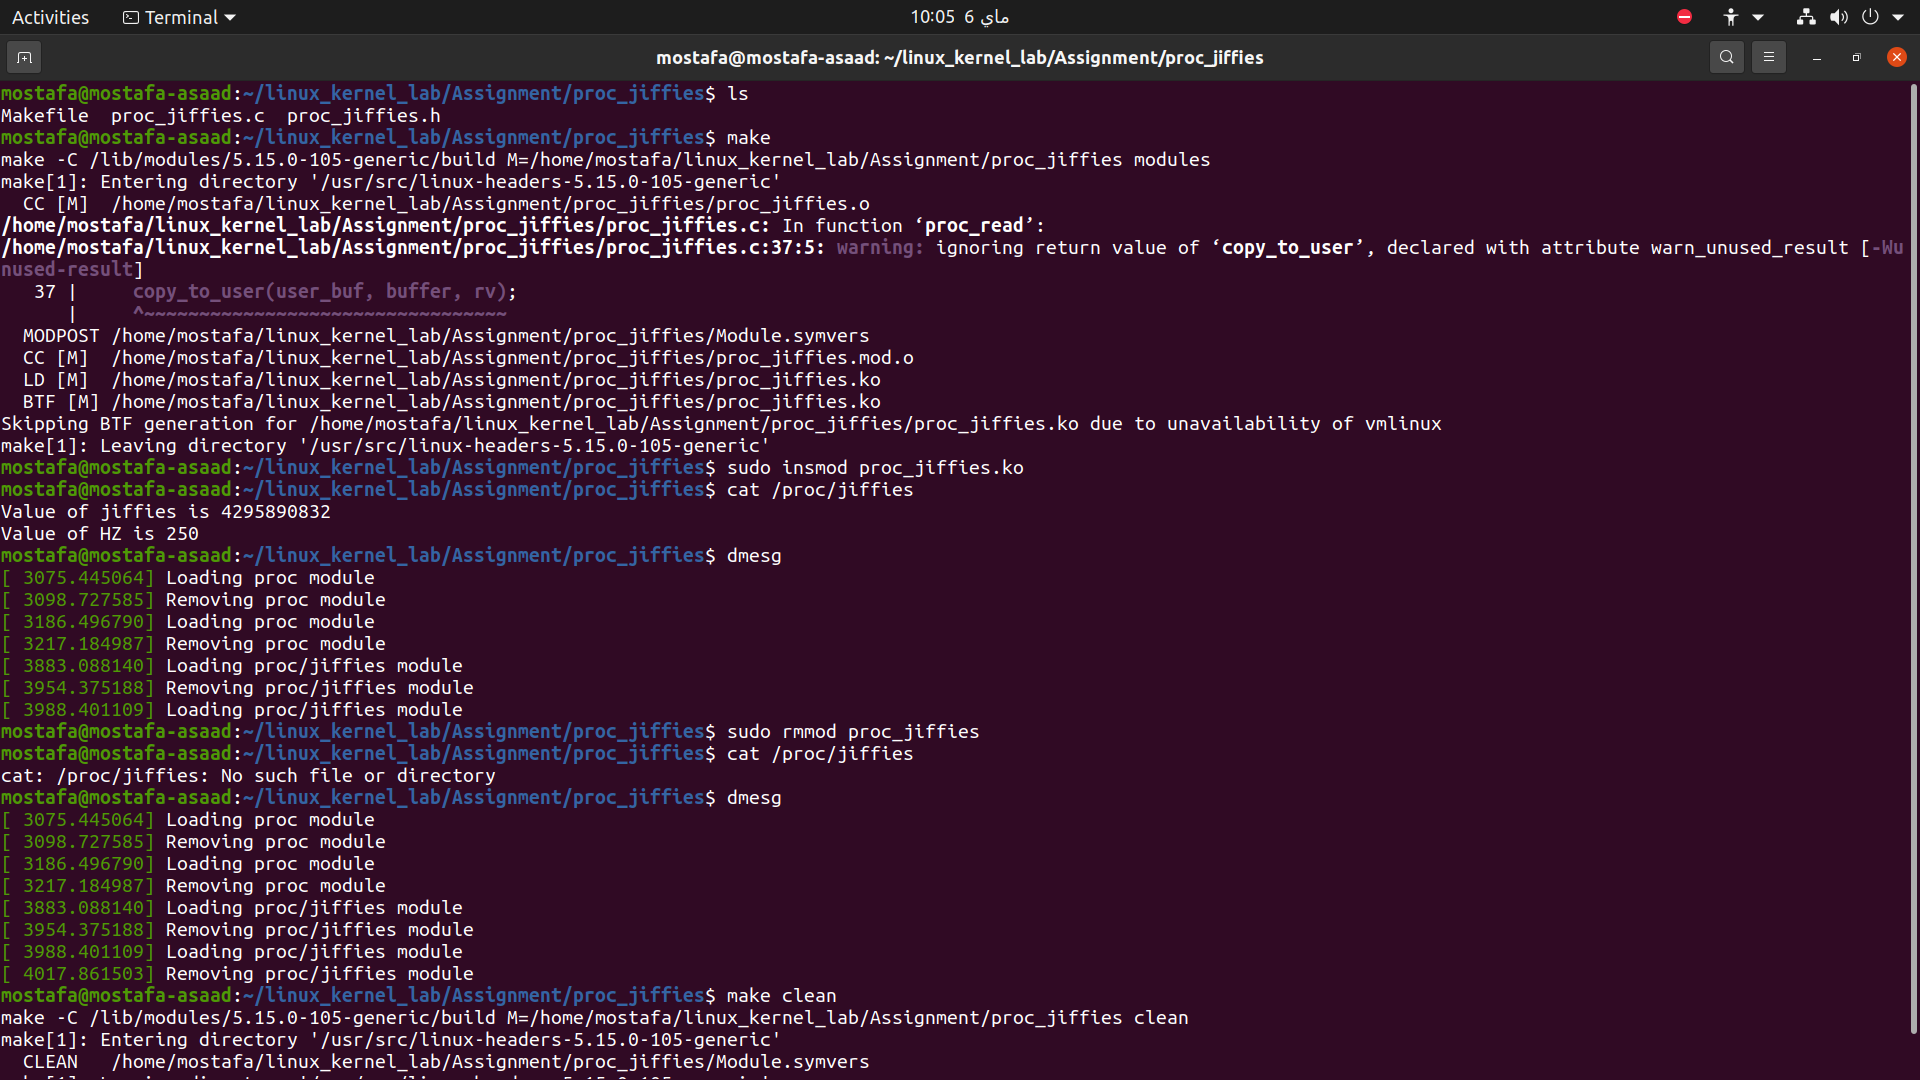 Activities Terminal 10:05 6 ماي
mostafa@mostafa-asaad: ~/linux_kernel_lab/Assignment/proc_jiffies
mostafa@mostafa-asaad:~/linux_kernel_lab/Assignment/proc_jiffies$ ls
Makefile  proc_jiffies.c  proc_jiffies.h
mostafa@mostafa-asaad:~/linux_kernel_lab/Assignment/proc_jiffies$ make
make -C /lib/modules/5.15.0-105-generic/build M=/home/mostafa/linux_kernel_lab/Assignment/proc_jiffies modules
make[1]: Entering directory '/usr/src/linux-headers-5.15.0-105-generic'
  CC [M]  /home/mostafa/linux_kernel_lab/Assignment/proc_jiffies/proc_jiffies.o
/home/mostafa/linux_kernel_lab/Assignment/proc_jiffies/proc_jiffies.c: In function ‘proc_read’:
/home/mostafa/linux_kernel_lab/Assignment/proc_jiffies/proc_jiffies.c:37:5: warning: ignoring return value of ‘copy_to_user’, declared with attribute warn_unused_result [-Wu
nused-result]
   37 |     copy_to_user(user_buf, buffer, rv);
      |     ^~~~~~~~~~~~~~~~~~~~~~~~~~~~~~~~~~
  MODPOST /home/mostafa/linux_kernel_lab/Assignment/proc_jiffies/Module.symvers
  CC [M]  /home/mostafa/linux_kernel_lab/Assignment/proc_jiffies/proc_jiffies.mod.o
  LD [M]  /home/mostafa/linux_kernel_lab/Assignment/proc_jiffies/proc_jiffies.ko
  BTF [M] /home/mostafa/linux_kernel_lab/Assignment/proc_jiffies/proc_jiffies.ko
Skipping BTF generation for /home/mostafa/linux_kernel_lab/Assignment/proc_jiffies/proc_jiffies.ko due to unavailability of vmlinux
make[1]: Leaving directory '/usr/src/linux-headers-5.15.0-105-generic'
mostafa@mostafa-asaad:~/linux_kernel_lab/Assignment/proc_jiffies$ sudo insmod proc_jiffies.ko
mostafa@mostafa-asaad:~/linux_kernel_lab/Assignment/proc_jiffies$ cat /proc/jiffies
Value of jiffies is 4295890832
Value of HZ is 250
mostafa@mostafa-asaad:~/linux_kernel_lab/Assignment/proc_jiffies$ dmesg
[ 3075.445064] Loading proc module
[ 3098.727585] Removing proc module
[ 3186.496790] Loading proc module
[ 3217.184987] Removing proc module
[ 3883.088140] Loading proc/jiffies module
[ 3954.375188] Removing proc/jiffies module
[ 3988.401109] Loading proc/jiffies module
mostafa@mostafa-asaad:~/linux_kernel_lab/Assignment/proc_jiffies$ sudo rmmod proc_jiffies
mostafa@mostafa-asaad:~/linux_kernel_lab/Assignment/proc_jiffies$ cat /proc/jiffies
cat: /proc/jiffies: No such file or directory
mostafa@mostafa-asaad:~/linux_kernel_lab/Assignment/proc_jiffies$ dmesg
[ 3075.445064] Loading proc module
[ 3098.727585] Removing proc module
[ 3186.496790] Loading proc module
[ 3217.184987] Removing proc module
[ 3883.088140] Loading proc/jiffies module
[ 3954.375188] Removing proc/jiffies module
[ 3988.401109] Loading proc/jiffies module
[ 4017.861503] Removing proc/jiffies module
mostafa@mostafa-asaad:~/linux_kernel_lab/Assignment/proc_jiffies$ make clean
make -C /lib/modules/5.15.0-105-generic/build M=/home/mostafa/linux_kernel_lab/Assignment/proc_jiffies clean
make[1]: Entering directory '/usr/src/linux-headers-5.15.0-105-generic'
  CLEAN   /home/mostafa/linux_kernel_lab/Assignment/proc_jiffies/Module.symvers